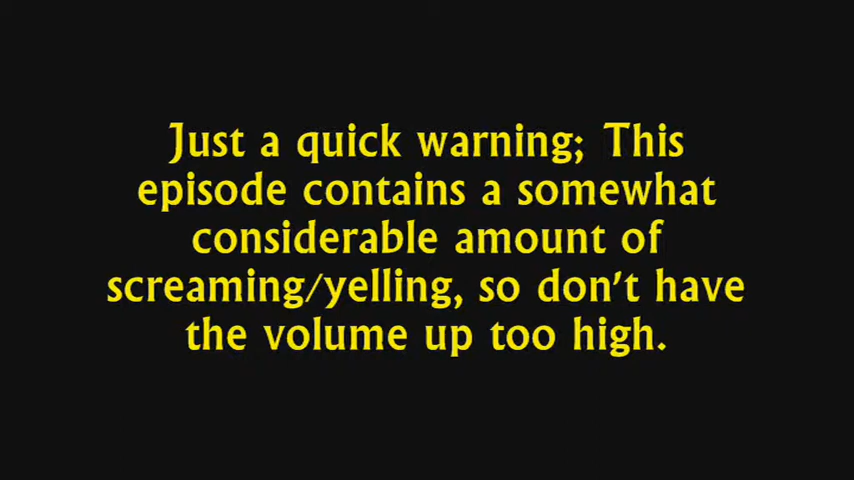 Just a quick warning; This
episode contains a somewhat
considerable amount of
screaming/yelling, so don't have
the volume up too high.